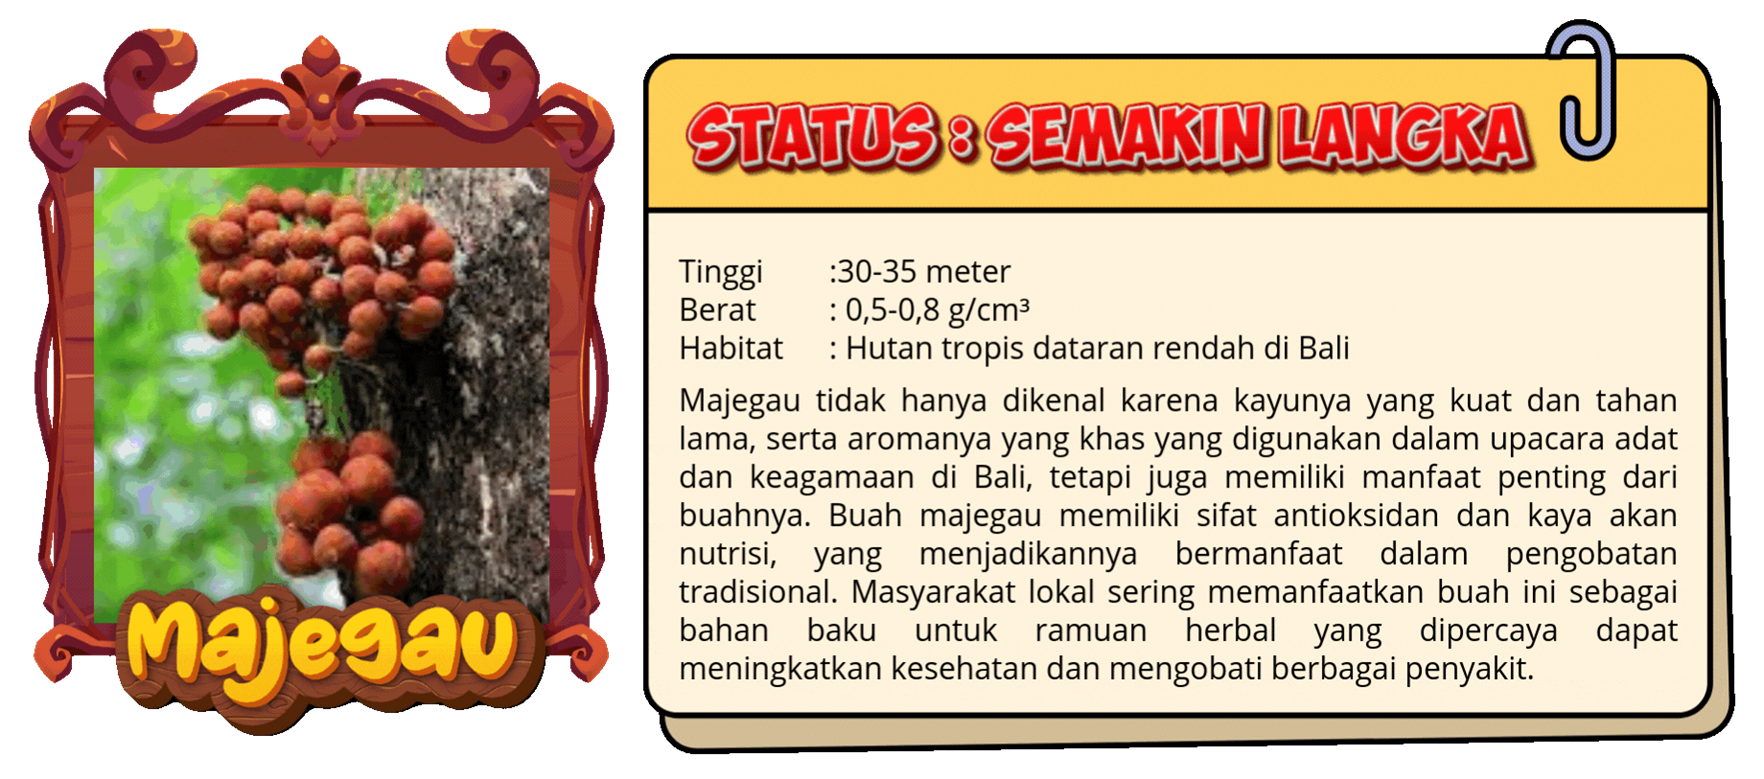 Majegau
STATUS : SEMAKIN LANGKA
Tinggi :30-35 meter
Berat : 0,5-0,8 g/cm³
Habitat : Hutan tropis dataran rendah di Bali
Majegau tidak hanya dikenal karena kayunya yang kuat dan tahan
lama, serta aromanya yang khas yang digunakan dalam upacara adat
dan keagamaan di Bali, tetapi juga memiliki manfaat penting dari
buahnya. Buah majegau memiliki sifat antioksidan dan kaya akan
nutrisi, yang menjadikannya bermanfaat dalam pengobatan
tradisional. Masyarakat lokal sering memanfaatkan buah ini sebagai
bahan baku untuk ramuan herbal yang dipercaya dapat
meningkatkan kesehatan dan mengobati berbagai penyakit.